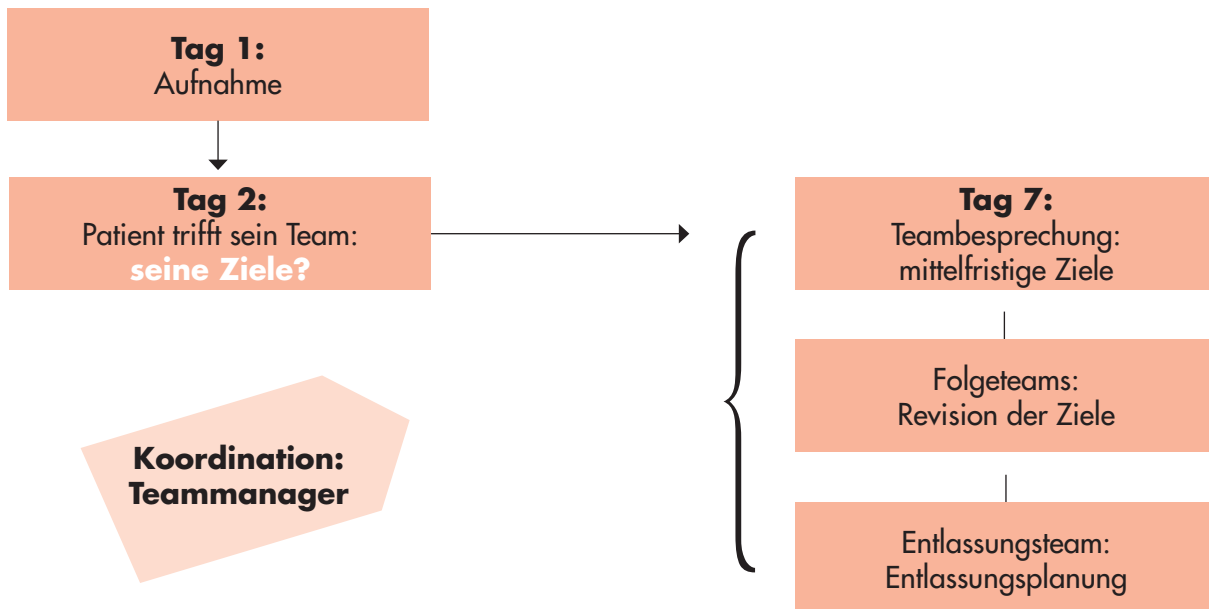 Tag 1:
Aufnahme
Tag 2:
Patient trifft sein Team:
seine Ziele?
Koordination:
Teammanager
Tag 7:
Teambesprechung:
mittelfristige Ziele
Folgeteams:
Revision der Ziele
Entlassungsteam:
Entlassungsplanung